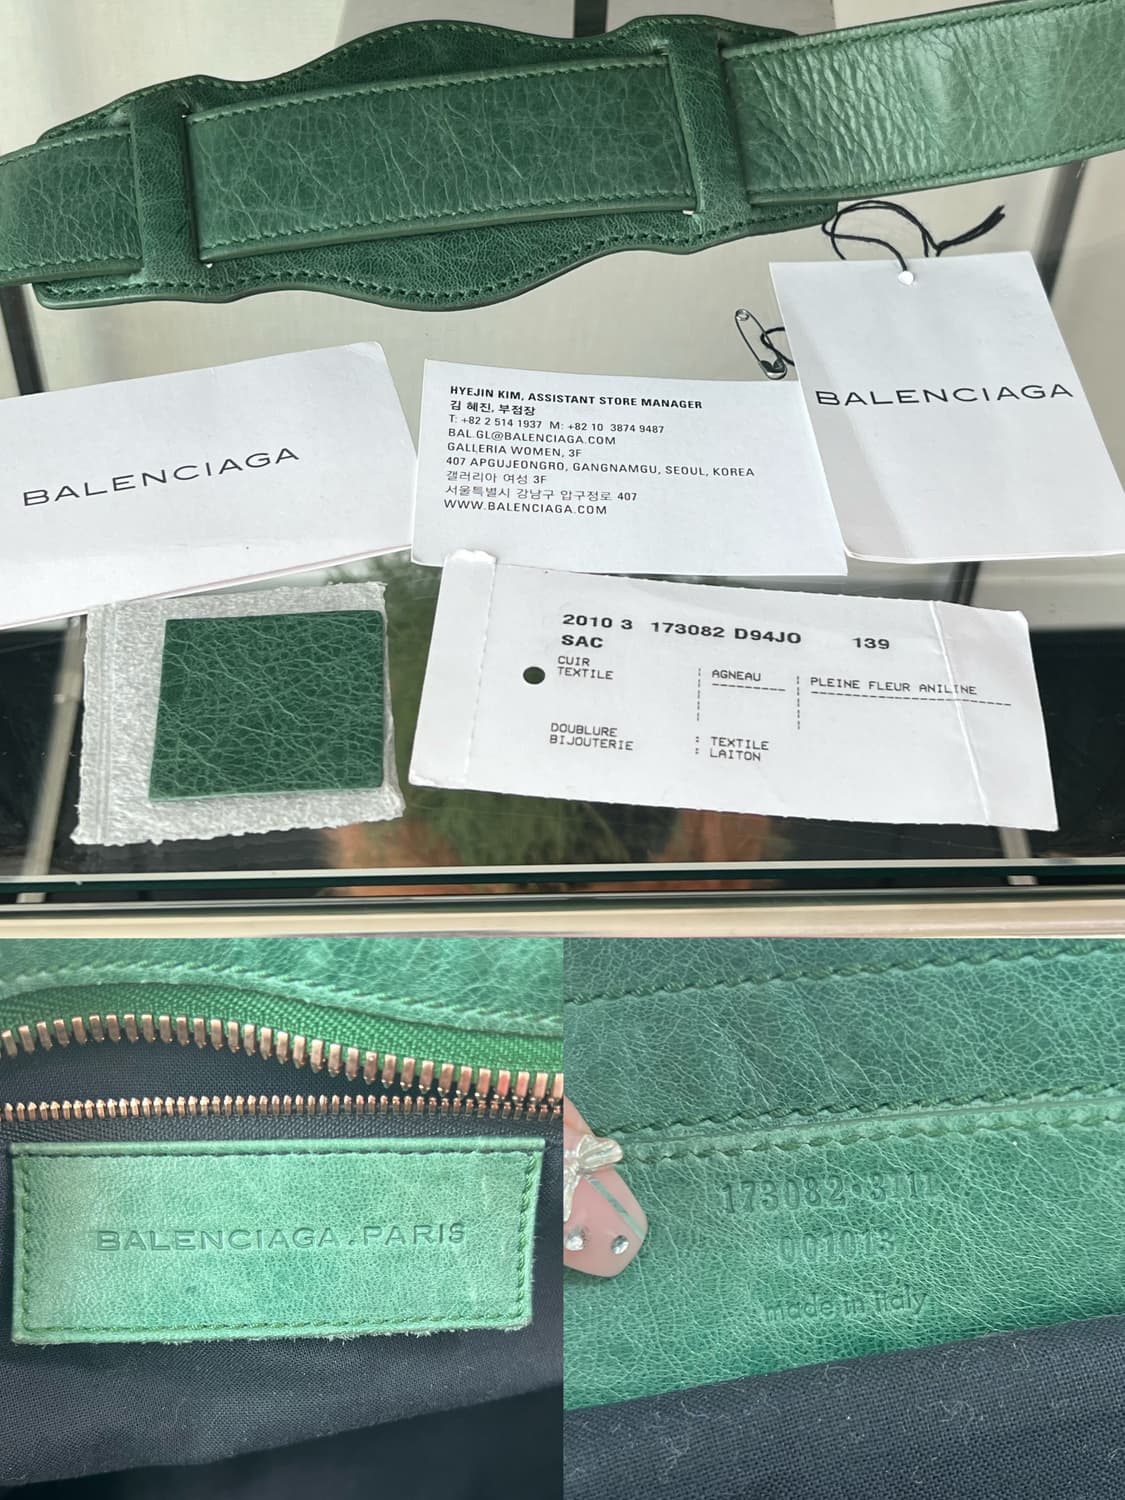 BALENCIAGA
HYEJIN KIM, ASSISTANT STORE MANAGER
김 혜진, 부점장
T: +82 2 514 1937 M: +82 10 3874 9487
BAL.GL@BALENCIAGA.COM
GALLERIA WOMEN, 3F
407 APGUJEONGRO, GANGNAMGU, SEOUL, KOREA
갤러리아 여성 3F
서울특별시 강남구 압구정로 407
WWW.BALENCIAGA.COM
BALENCIAGA
2010 3 173082 D94JO 139
SAC
CUIR AGNEAU PLEINE FLEUR ANILINE
TEXTILE
DOUBLURE : TEXTILE
BIJOUTERIE : LAITON
BALENCIAGA.PARIS
001013
made in italy